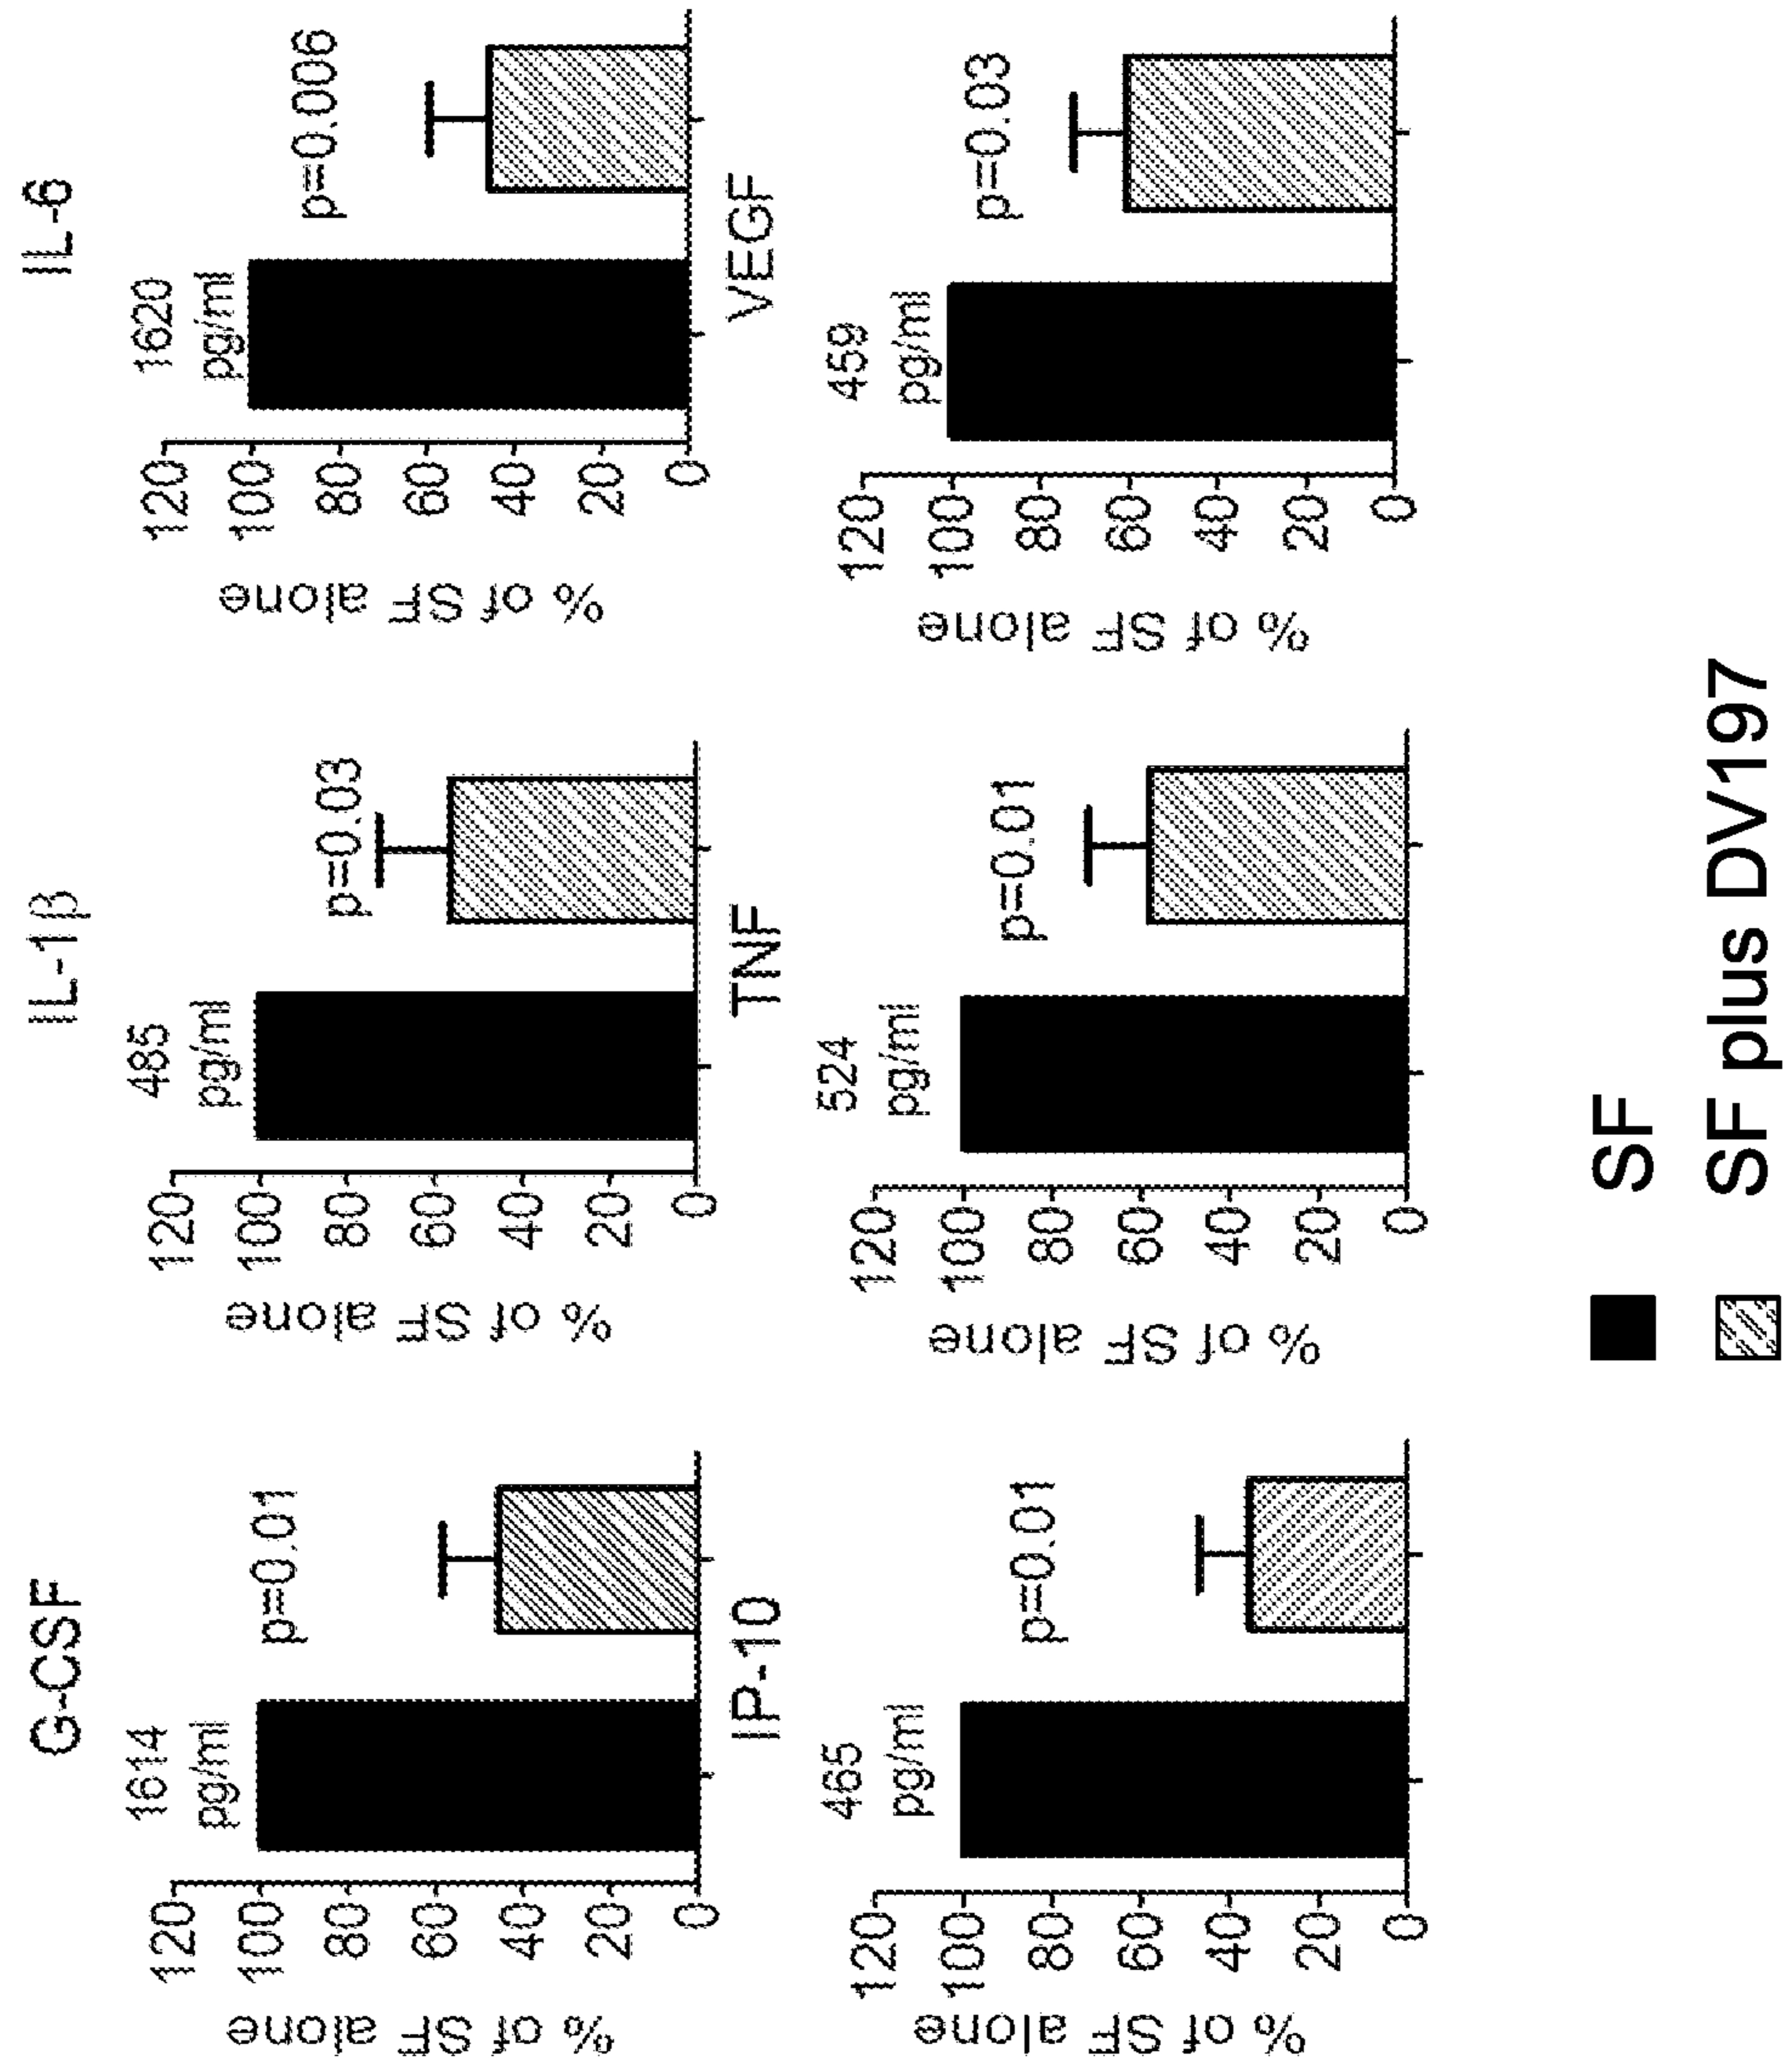 G-CSF
1614
pg/ml
p=0.01
120
100
80
60
40
20
0
% of SF alone
IL-1β
485
pg/ml
p=0.03
120
100
80
60
40
20
0
% of SF alone
IL-6
1620
pg/ml
p=0.006
120
100
80
60
40
20
0
% of SF alone
IP-10
465
pg/ml
p=0.01
120
100
80
60
40
20
0
% of SF alone
TNF
524
pg/ml
p=0.01
120
100
80
60
40
20
0
% of SF alone
VEGF
459
pg/ml
p=0.03
120
100
80
60
40
20
0
% of SF alone
SF
SF plus DV197